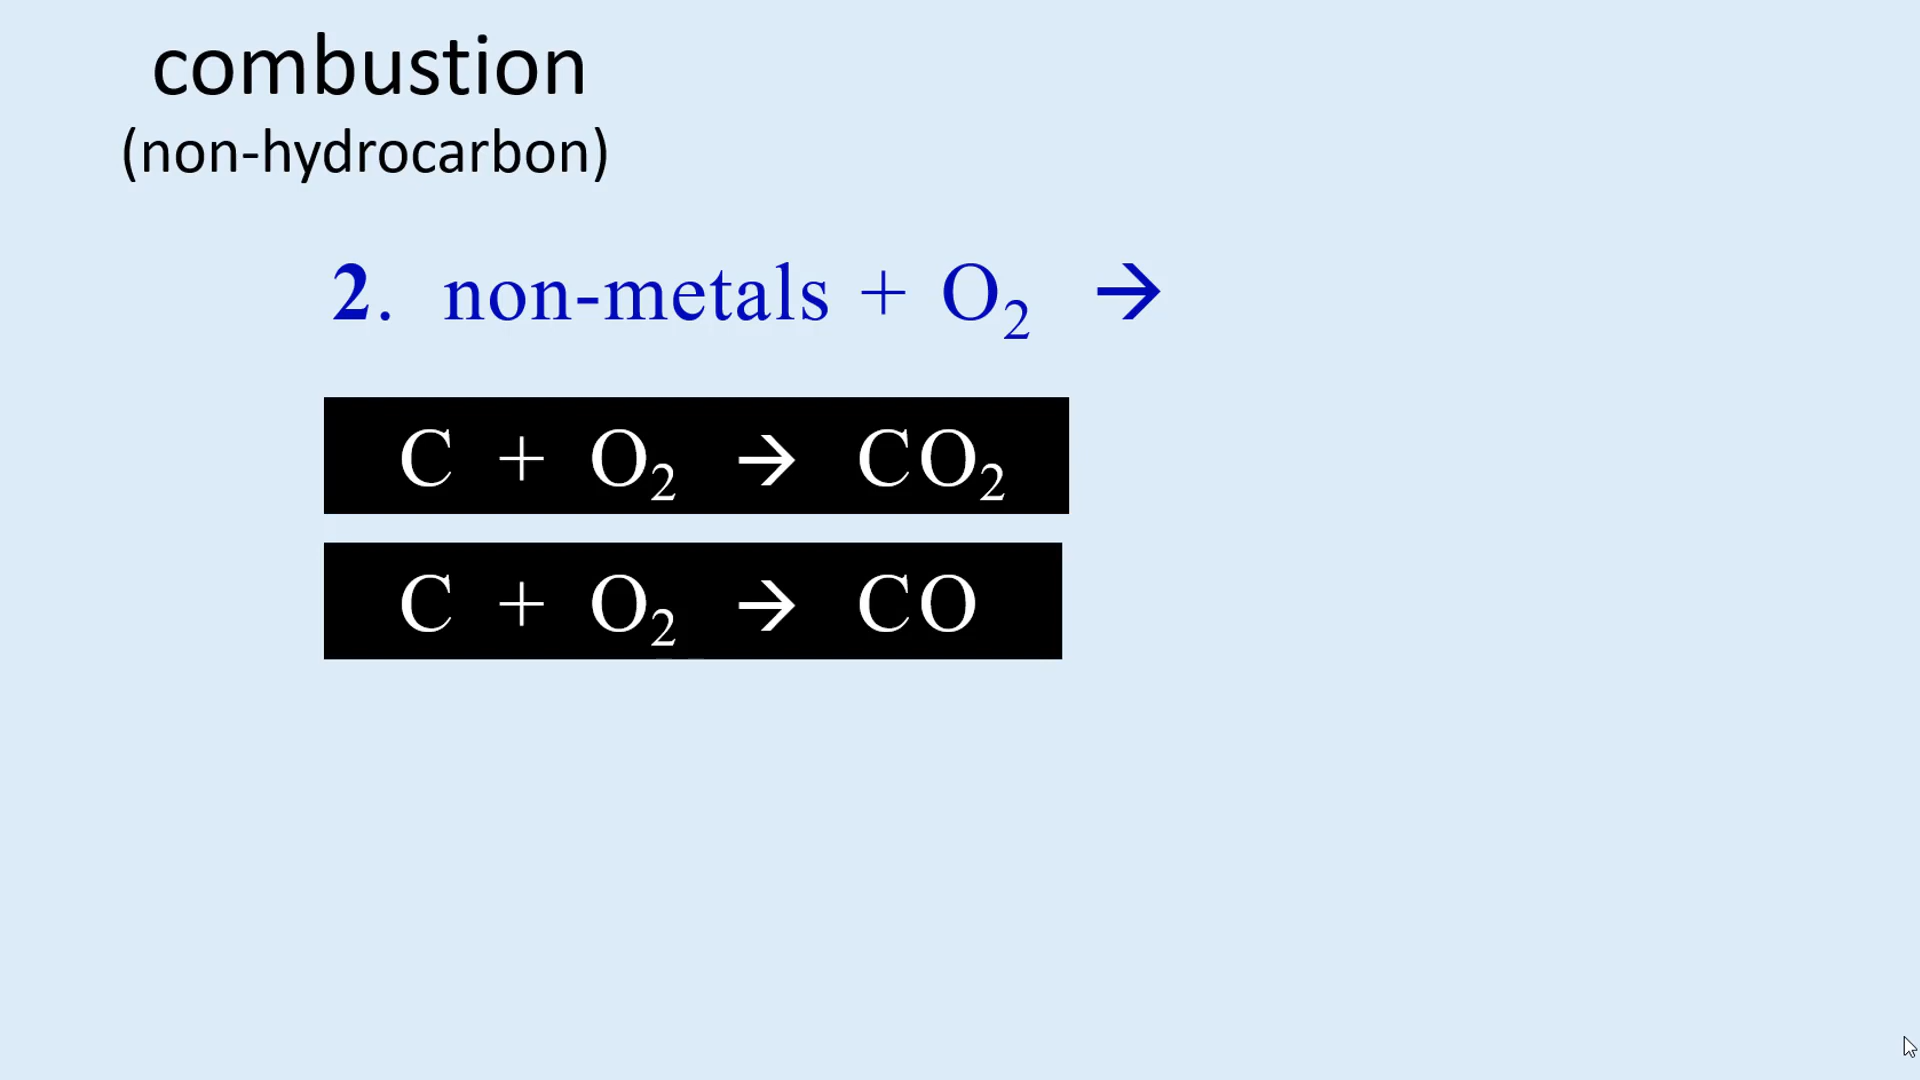 combustion
(non-hydrocarbon)
2. non-metals + O₂ →
C + O₂ → CO₂
C + O₂ → CO